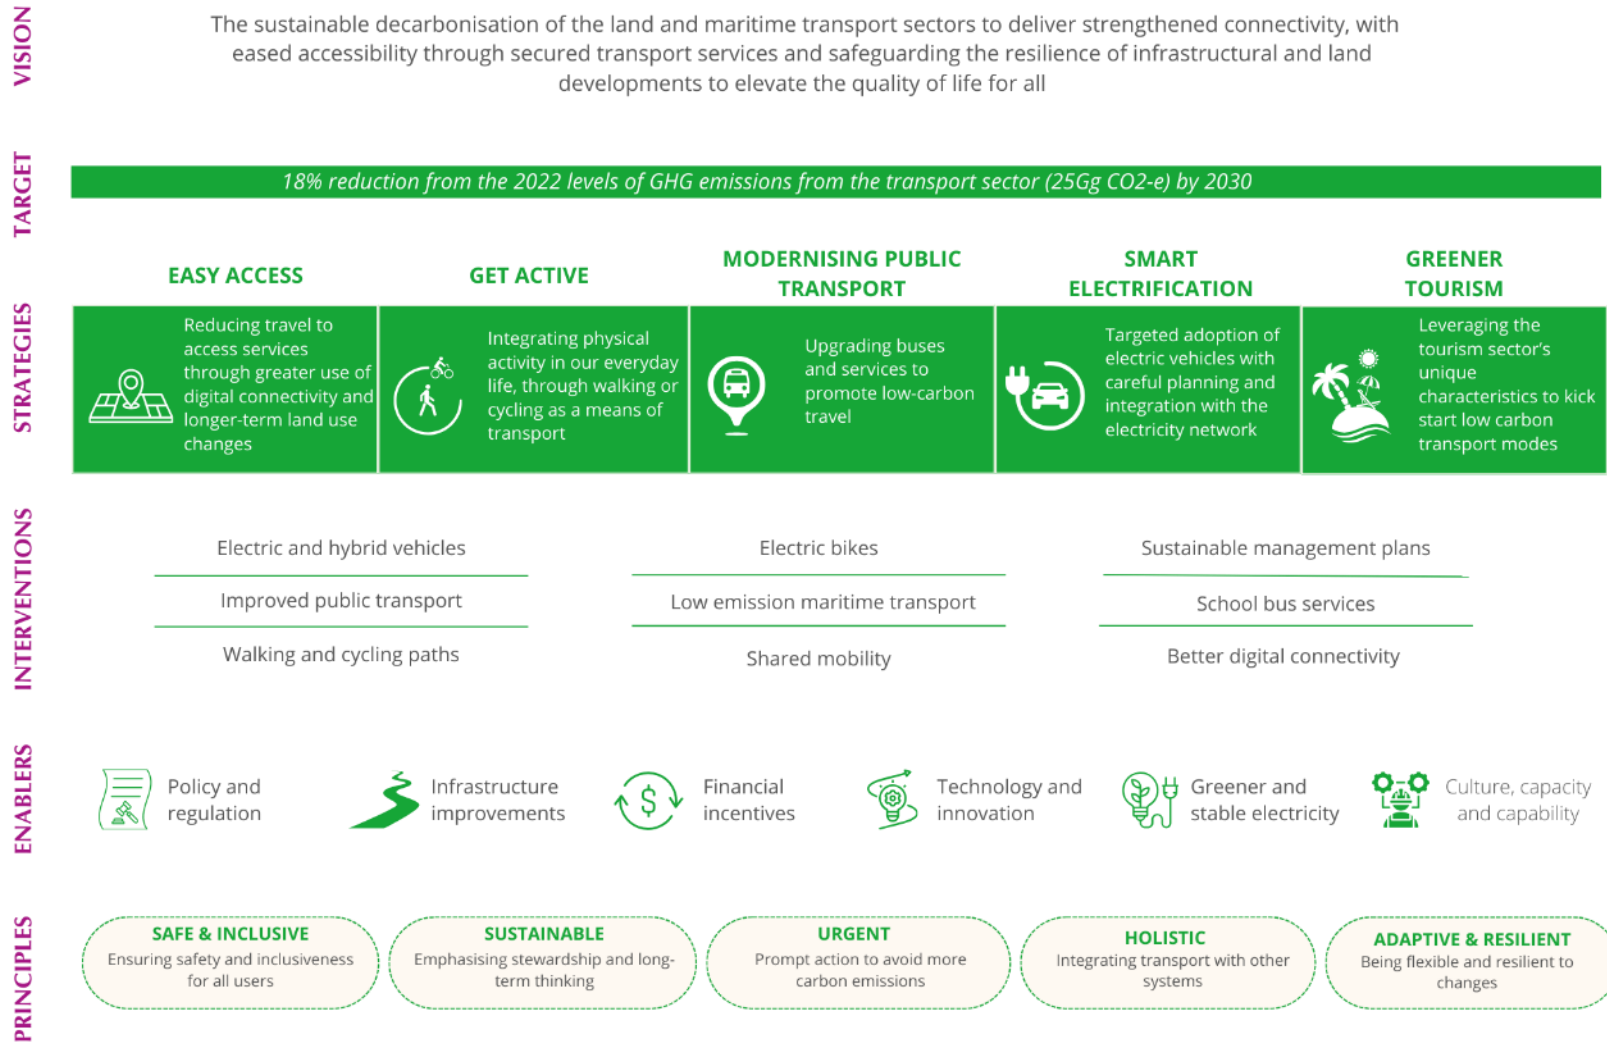 VISION
The sustainable decarbonisation of the land and maritime transport sectors to deliver strengthened connectivity, with
eased accessibility through secured transport services and safeguarding the resilience of infrastructural and land
developments to elevate the quality of life for all
TARGET
18% reduction from the 2022 levels of GHG emissions from the transport sector (25Gg CO2-e) by 2030
STRATEGIES
EASY ACCESS
Reducing travel to
access services
through greater use of
digital connectivity and
longer-term land use
changes
GET ACTIVE
Integrating physical
activity in our everyday
life, through walking or
cycling as a means of
transport
MODERNISING PUBLIC
TRANSPORT
Upgrading buses
and services to
promote low-carbon
travel
SMART
ELECTRIFICATION
Targeted adoption of
electric vehicles with
careful planning and
integration with the
electricity network
GREENER
TOURISM
Leveraging the
tourism sector's
unique
characteristics to kick
start low carbon
transport modes
INTERVENTIONS
Electric and hybrid vehicles
Improved public transport
Walking and cycling paths
Electric bikes
Low emission maritime transport
Shared mobility
Sustainable management plans
School bus services
Better digital connectivity
ENABLERS
Policy and
regulation
Infrastructure
improvements
$
Financial
incentives
Technology and
innovation
Greener and
stable electricity
Culture, capacity
and capability
PRINCIPLES
SAFE & INCLUSIVE
Ensuring safety and inclusiveness
for all users
SUSTAINABLE
Emphasising stewardship and long-
term thinking
URGENT
Prompt action to avoid more
carbon emissions
HOLISTIC
Integrating transport with other
systems
ADAPTIVE & RESILIENT
Being flexible and resilient to
changes